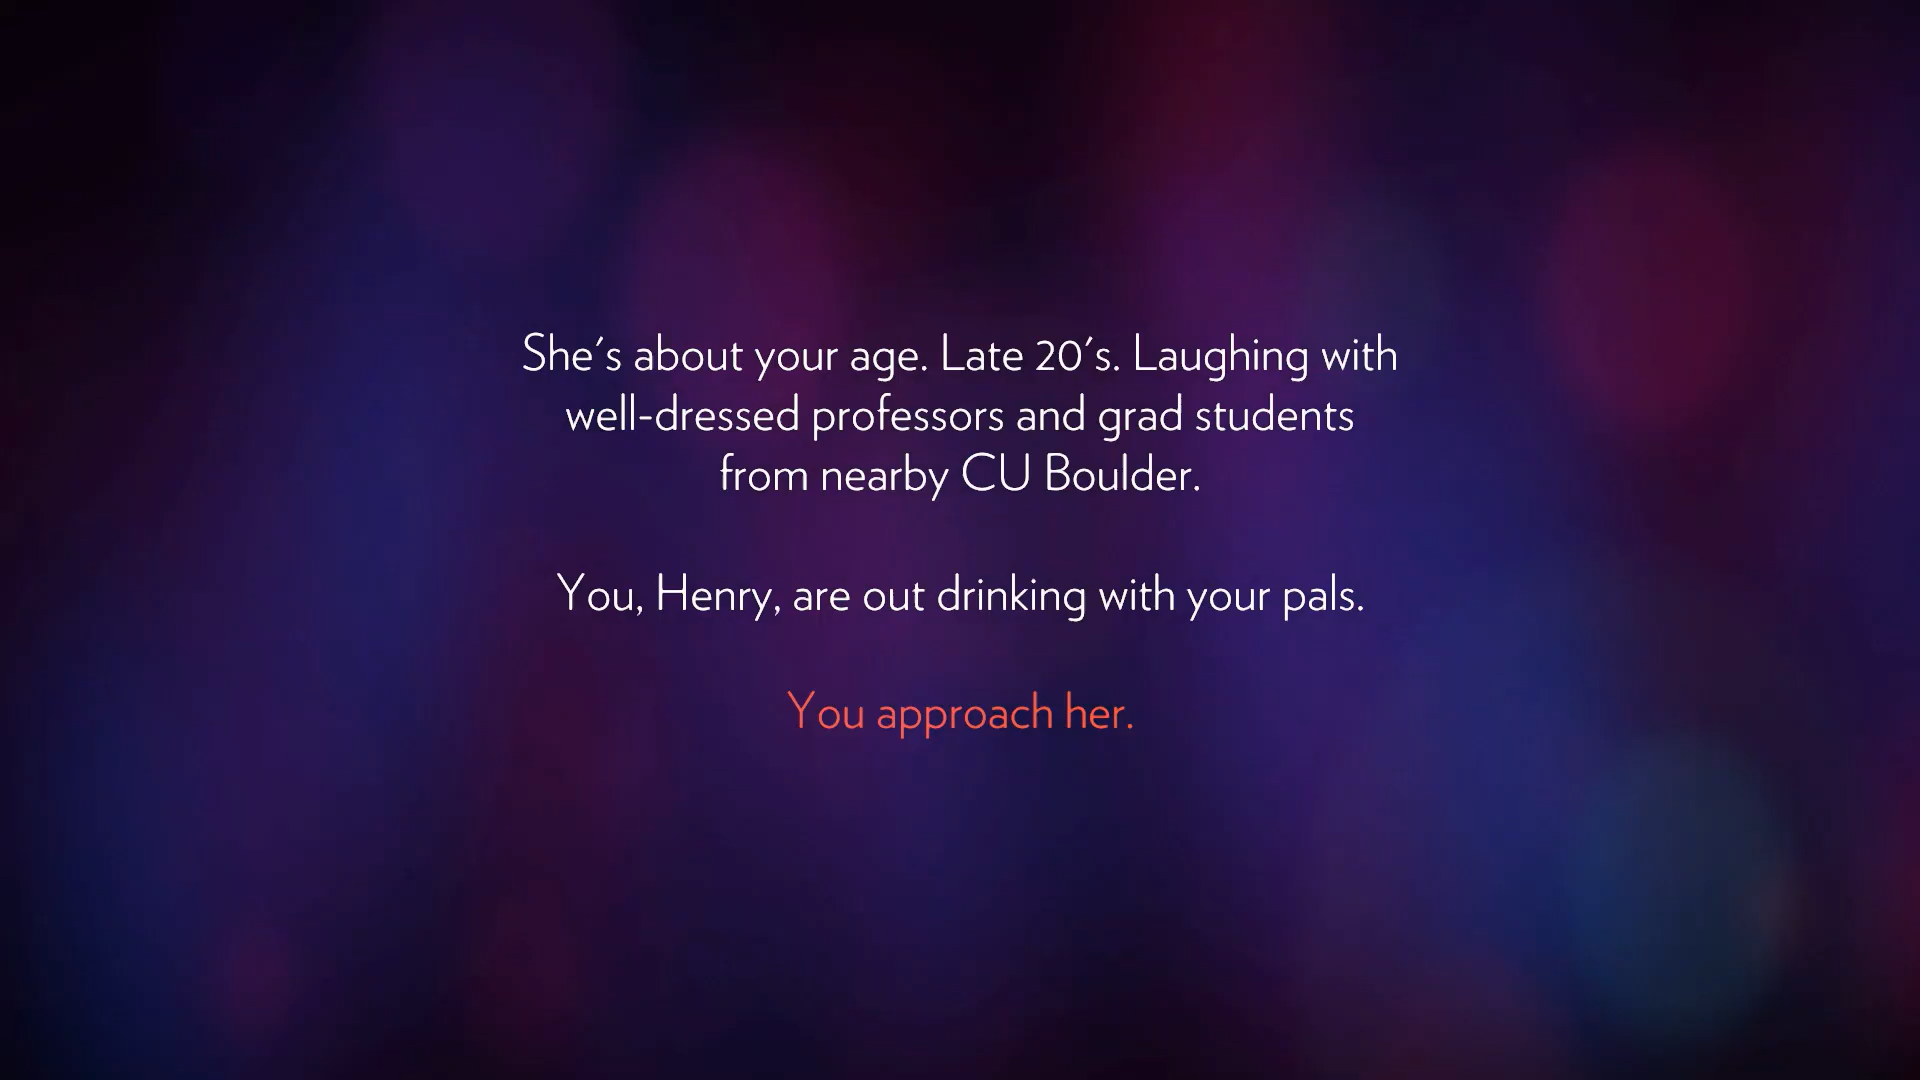 She's about your age. Late 20's. Laughing with
well-dressed professors and grad students
from nearby CU Boulder.
You, Henry, are out drinking with your pals.
You approach her.